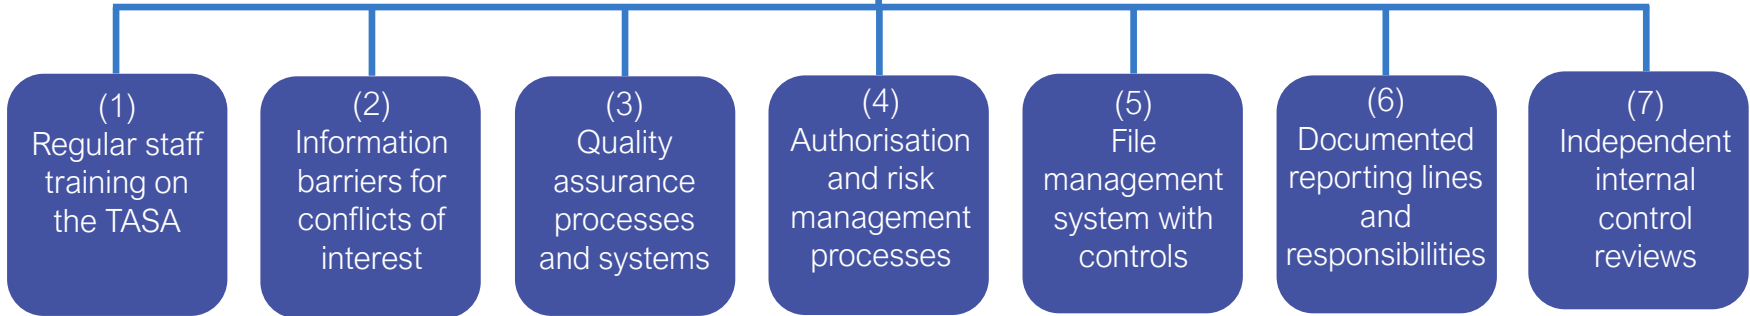 (1)
Regular staff
training on
the TASA
(2)
Information
barriers for
conflicts of
interest
(3)
Quality
assurance
processes
and systems
(4)
Authorisation
and risk
management
processes
(5)
File
management
system with
controls
(6)
Documented
reporting lines
and
responsibilities
(7)
Independent
internal
control
reviews